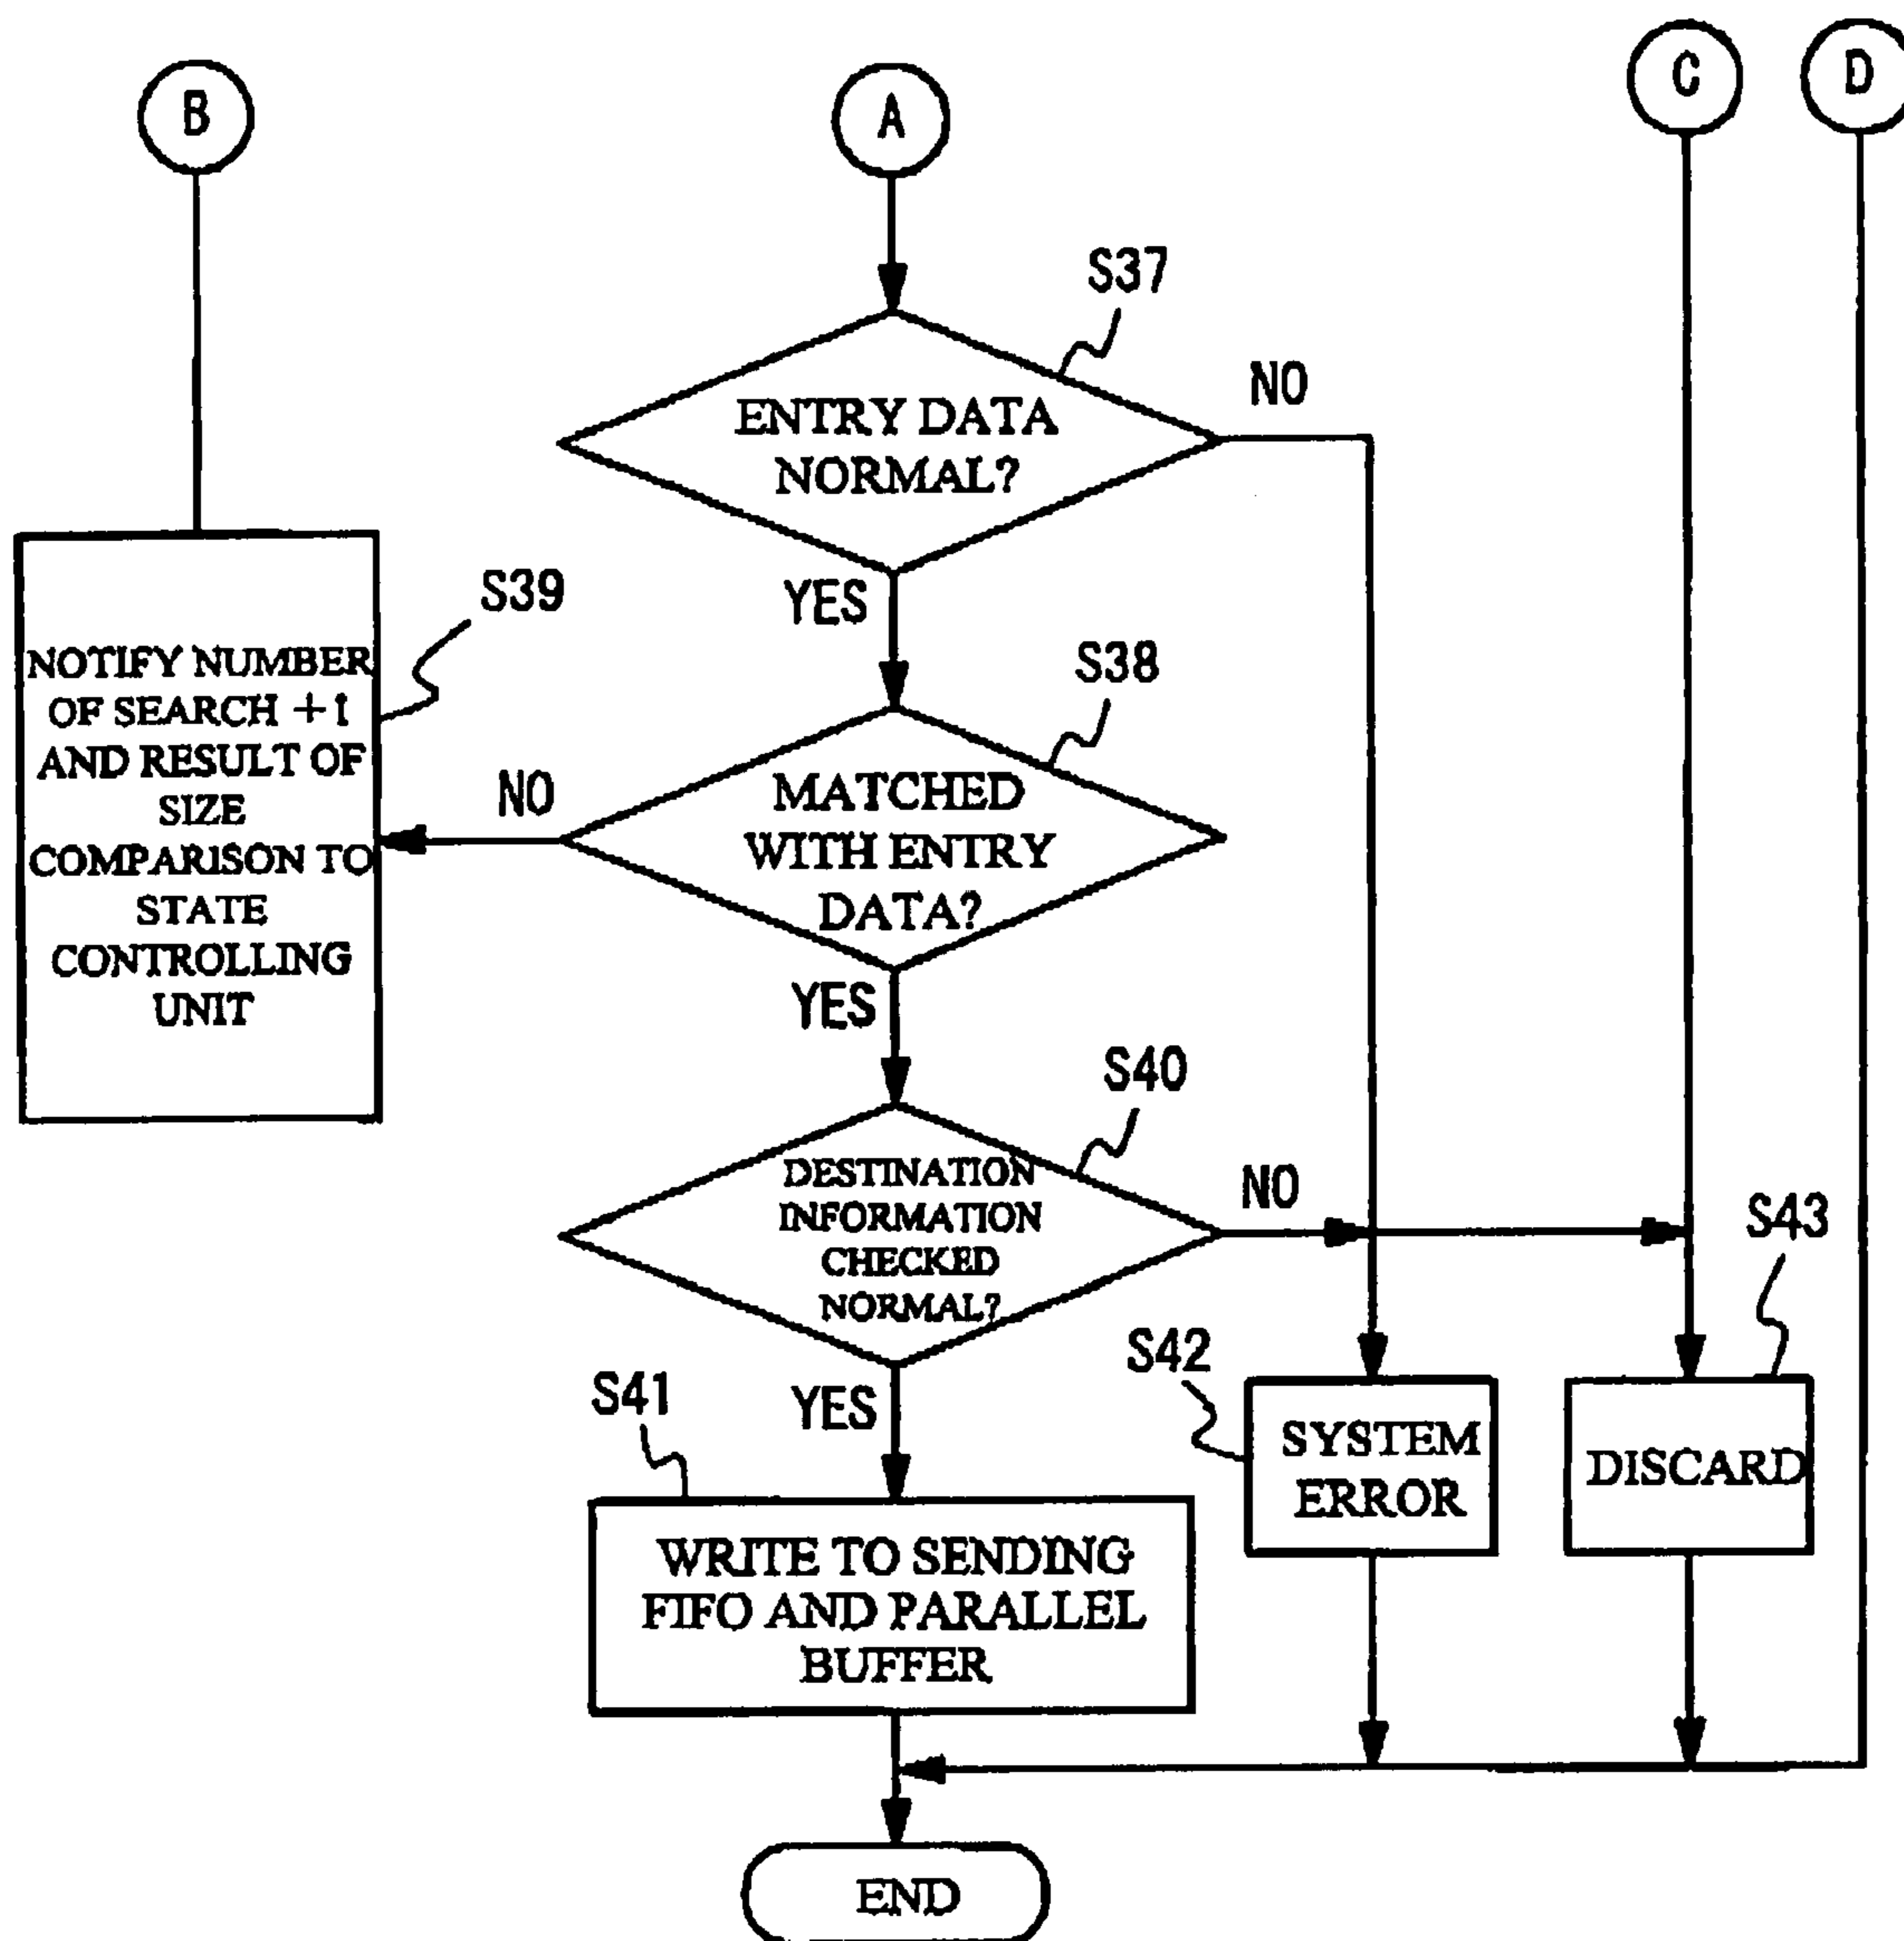 B
A
C
D
S37
ENTRY DATA
NORMAL?
NO
YES
S39
NOTIFY NUMBER
OF SEARCH +1
AND RESULT OF
SIZE
COMPARISON TO
STATE
CONTROLLING
UNIT
S38
MATCHED
WITH ENTRY
DATA?
NO
YES
S40
DESTINATION
INFORMATION
CHECKED
NORMAL?
NO
YES
S43
S42
S41
SYSTEM
ERROR
DISCARD
WRITE TO SENDING
FIFO AND PARALLEL
BUFFER
END